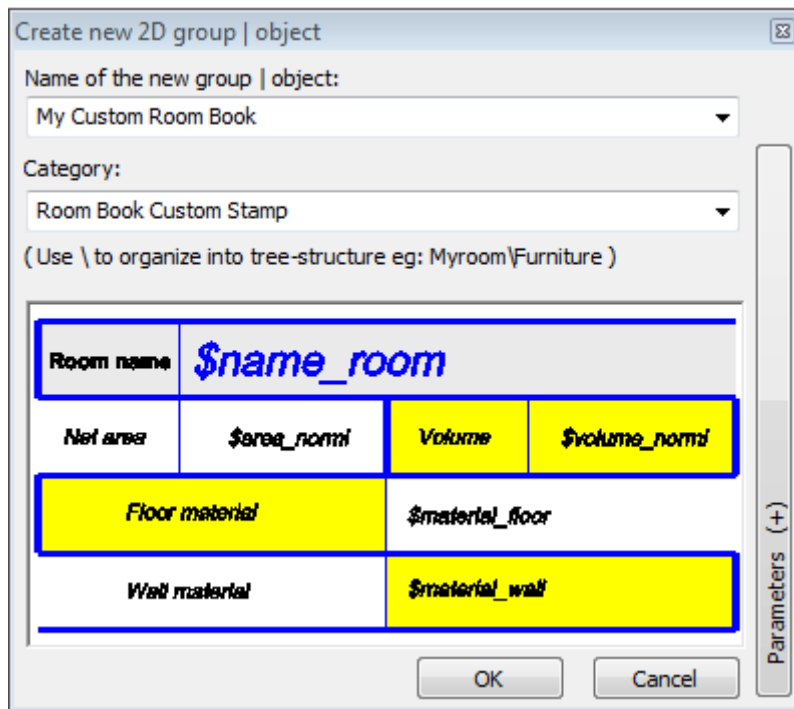 Create new 2D group | object
Name of the new group | object:
My Custom Room Book
Category:
Room Book Custom Stamp
( Use \ to organize into tree-structure eg: Myroom\Furniture )
Room name $name_room
Net area $area_normi Volume $volume_normi
Floor material $material_floor
Wall material $material_wall
Parameters (+)
OK Cancel